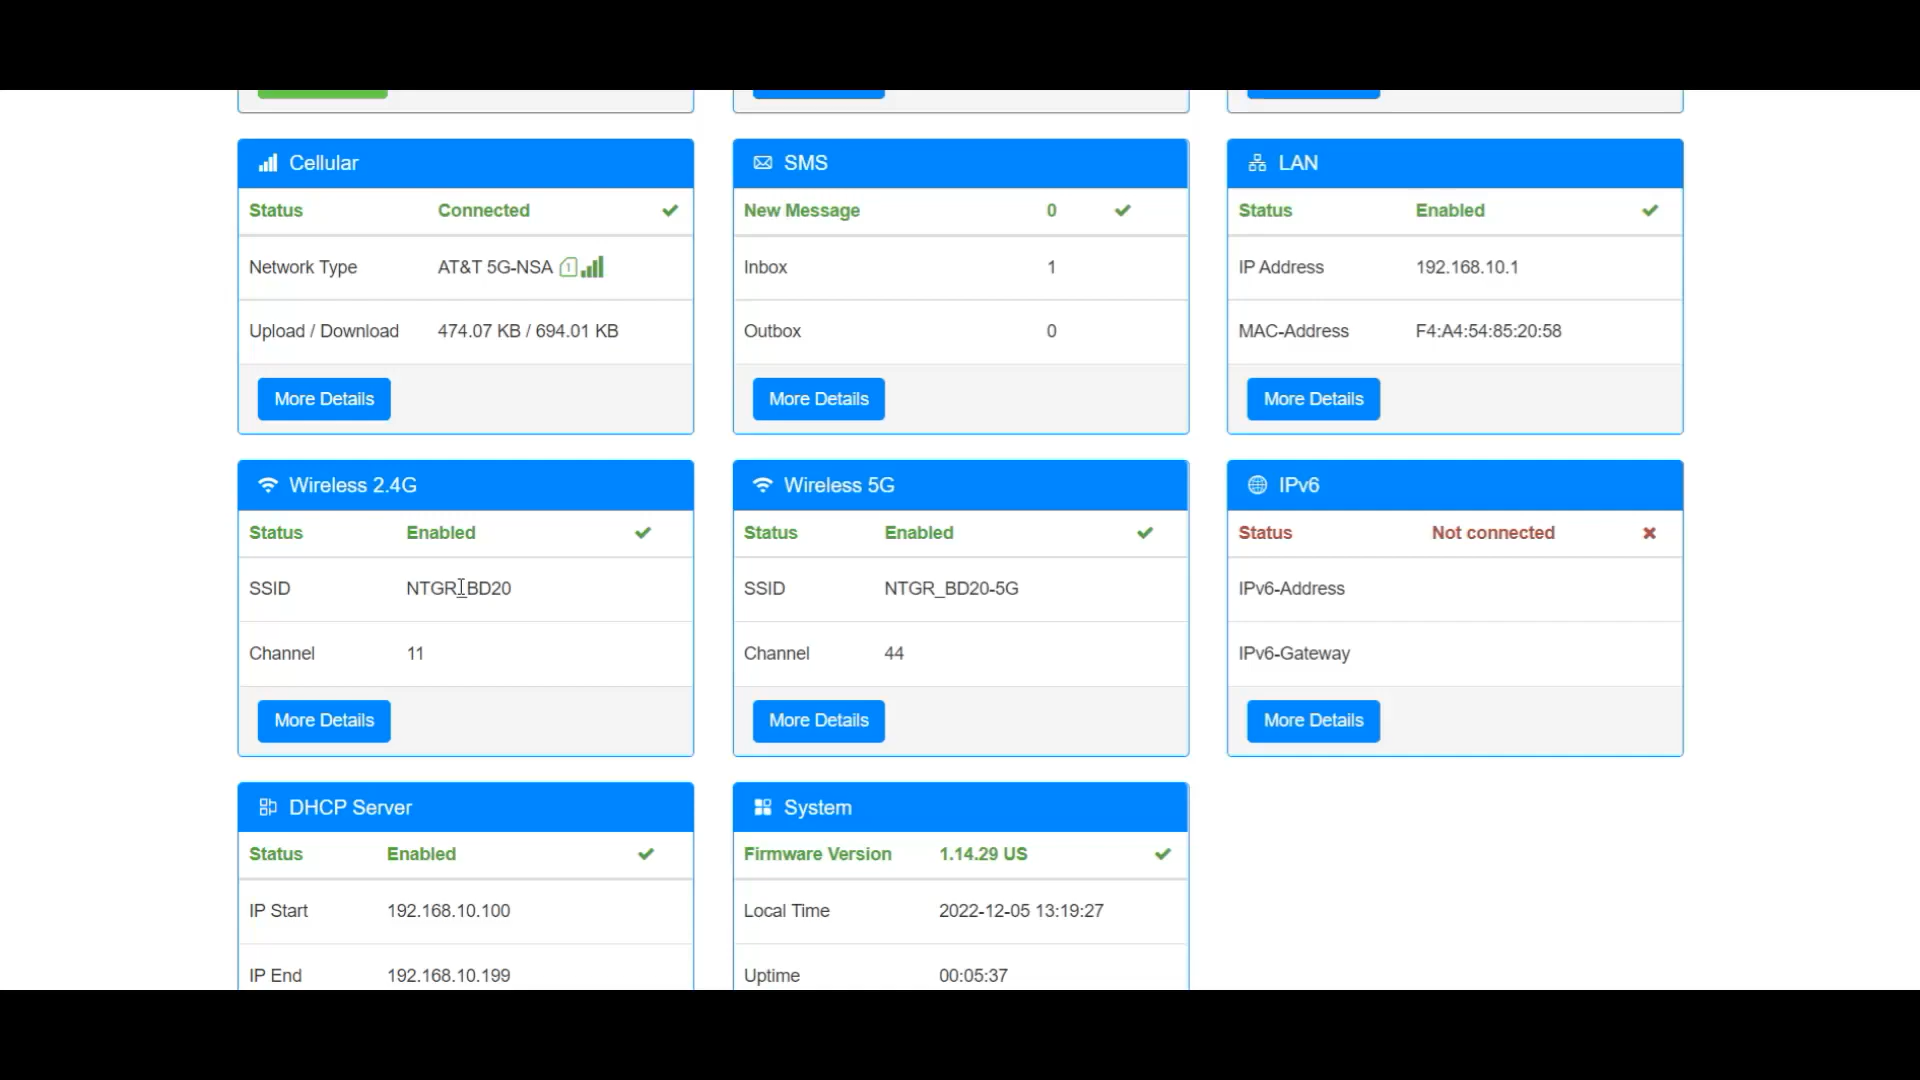 Cellular
Status Connected
Network Type AT&T 5G-NSA 1
Upload / Download 474.07 KB / 694.01 KB
More Details
SMS
New Message 0
Inbox 1
Outbox 0
More Details
LAN
Status Enabled
IP Address 192.168.10.1
MAC-Address F4:A4:54:85:20:58
More Details
Wireless 2.4G
Status Enabled
SSID NTGR_BD20
Channel 11
More Details
Wireless 5G
Status Enabled
SSID NTGR_BD20-5G
Channel 44
More Details
IPv6
Status Not connected
IPv6-Address
IPv6-Gateway
More Details
DHCP Server
Status Enabled
IP Start 192.168.10.100
IP End 192.168.10.199
System
Firmware Version 1.14.29 US
Local Time 2022-12-05 13:19:27
Uptime 00:05:37